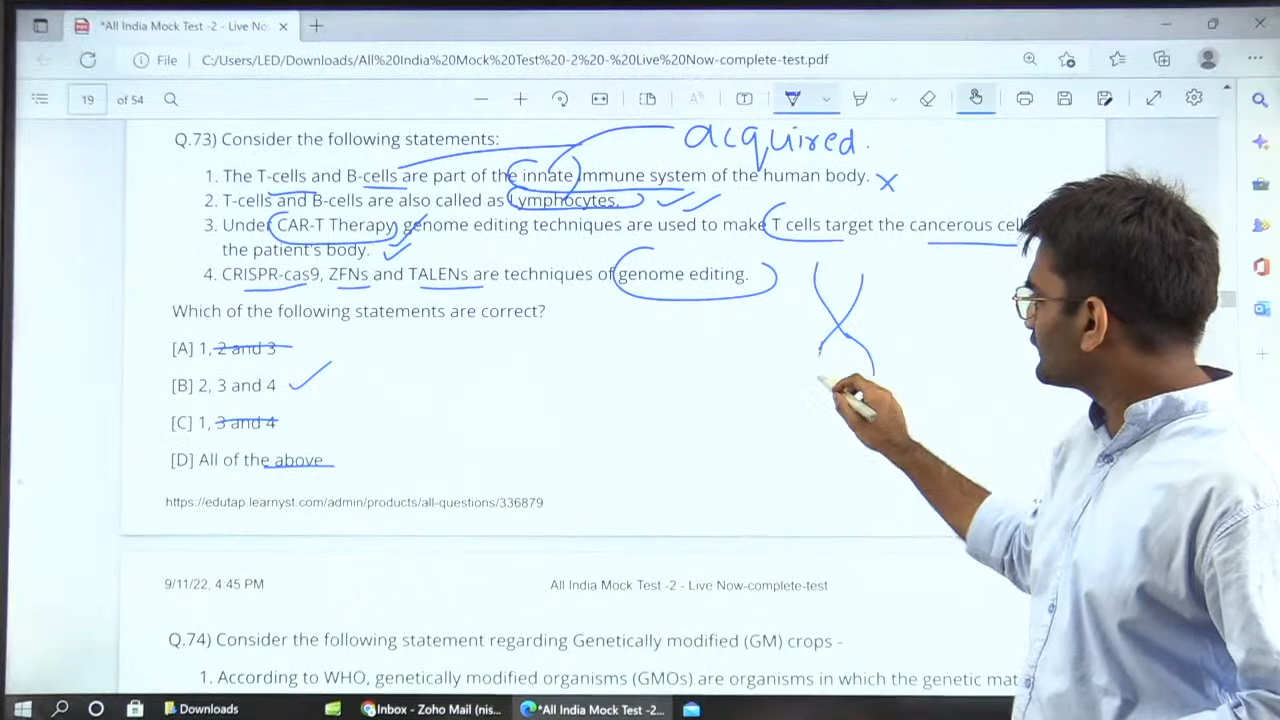 *All India Mock Test -2 - Live No
File C:/Users/LED/Downloads/All%20India%20Mock%20Test%20-2%20-%20Live%20Now-complete-test.pdf
19 of 54
Q.73) Consider the following statements:
acquired.
1. The T-cells and B-cells are part of the innate immune system of the human body. X
2. T-cells and B-cells are also called as Lymphocytes.
3. Under CAR-T Therapy genome editing techniques are used to make T cells target the cancerous cel
the patient's body.
4. CRISPR-cas9, ZFNs and TALENs are techniques of genome editing.
Which of the following statements are correct?
[A] 1, 2 and 3
[B] 2, 3 and 4
[C] 1, 3 and 4
[D] All of the above
https://edutap.learnyst.com/admin/products/all-questions/336879
9/11/22, 4:45 PM All India Mock Test -2 - Live Now-complete-test
Q.74) Consider the following statement regarding Genetically modified (GM) crops -
1. According to WHO, genetically modified organisms (GMOs) are organisms in which the genetic mat
Downloads Inbox - Zoho Mail (nis... *All India Mock Test -2...